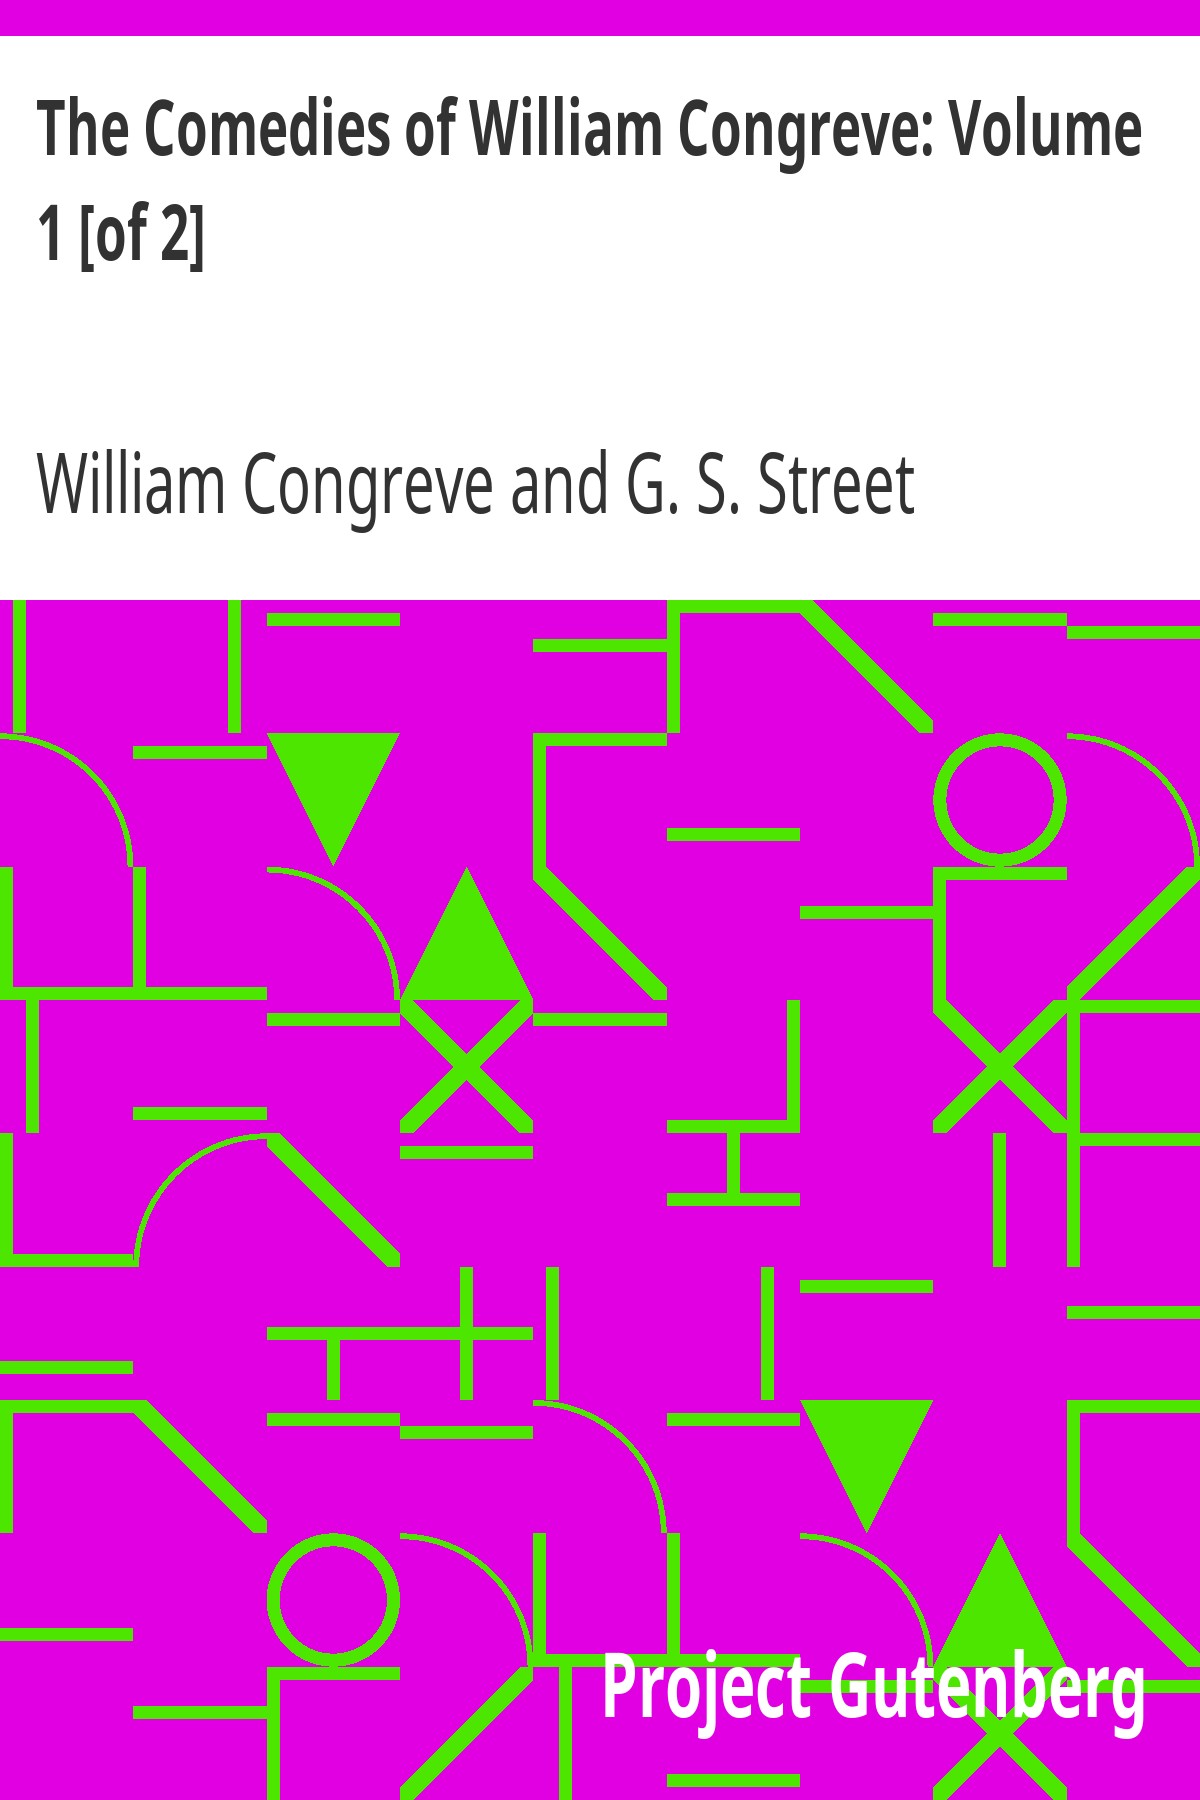 The Comedies of William Congreve: Volume
1 [of 2]
William Congreve and G. S. Street
Project Gutenberg